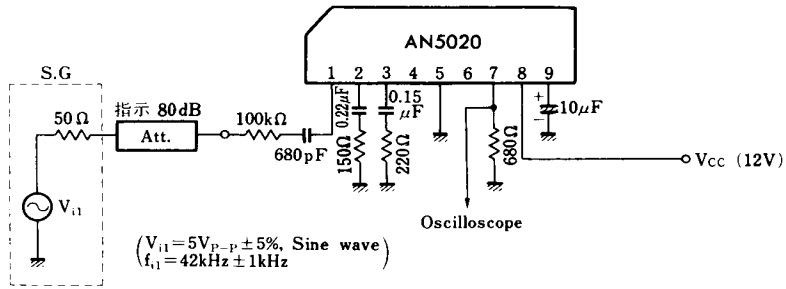 AN5020
1 2 3 4 5 6 7 8 9
S.G
50Ω
指示 80dB
Att.
100kΩ
680pF
0.22μF
150Ω
0.15
μF
220Ω
680Ω
+
−
10μF
VCC (12V)
Vi1
Oscilloscope
(Vi1=5VP-P±5%, Sine wave
fi1=42kHz±1kHz)